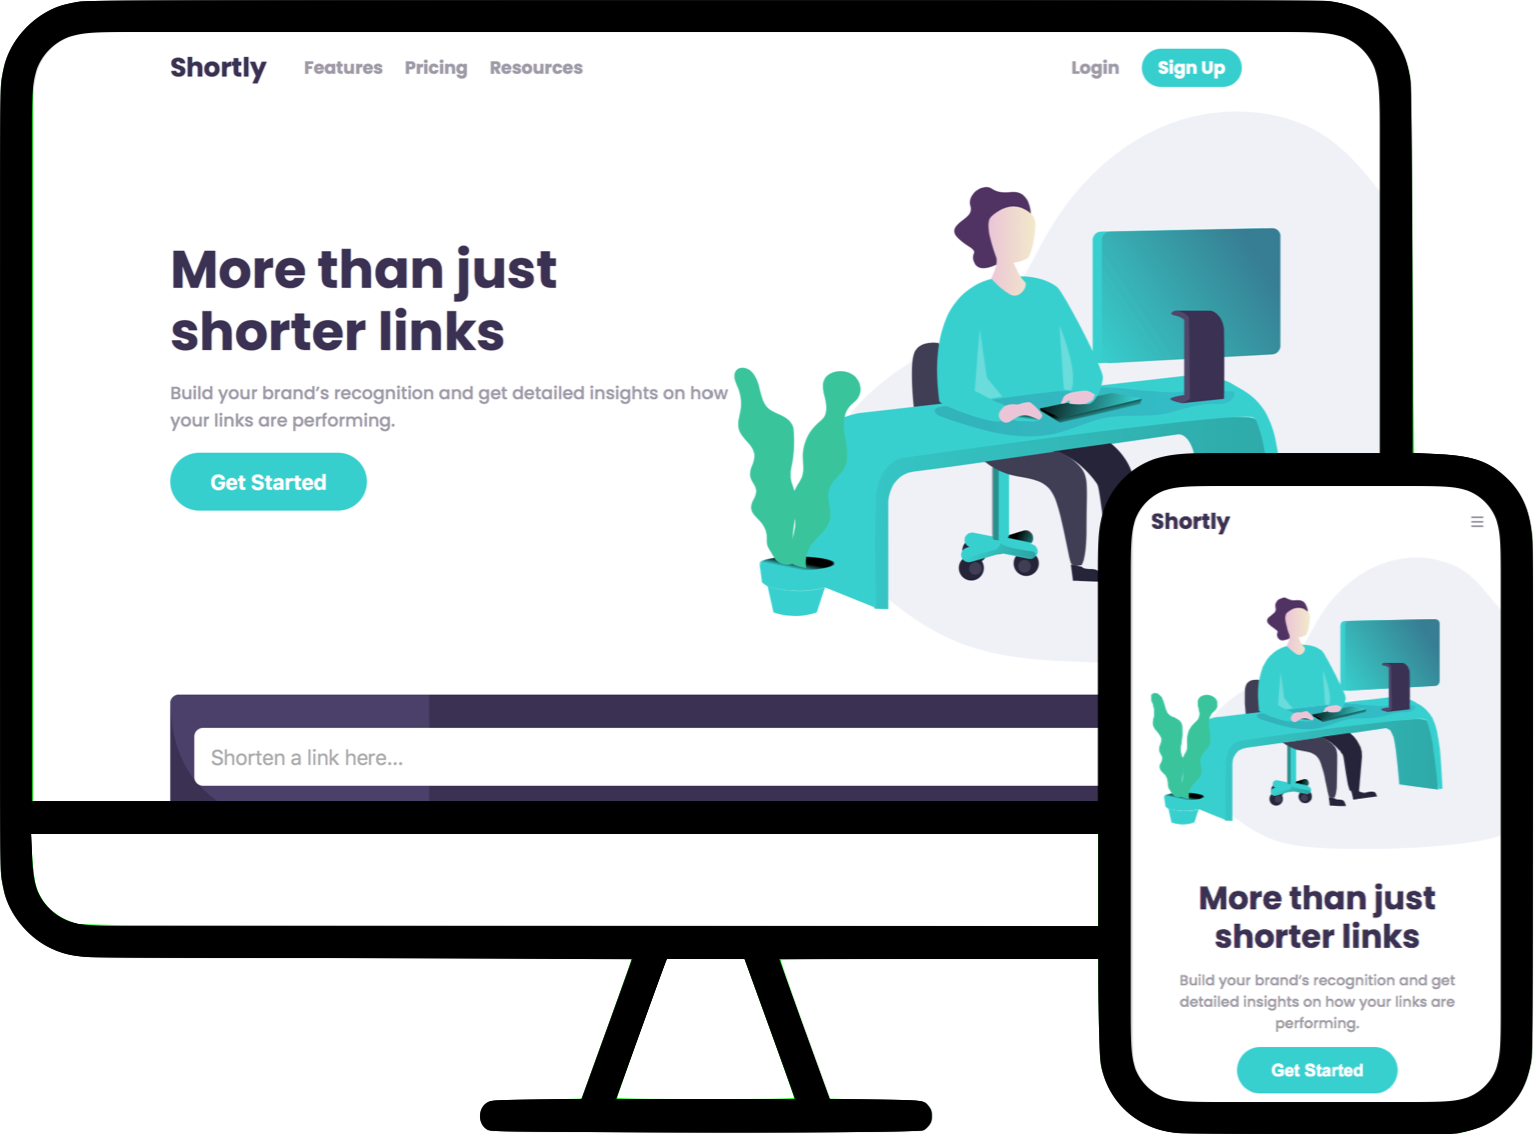 Shortly
Features
Pricing
Resources
Login
Sign Up
More than just
shorter links
Build your brand’s recognition and get detailed insights on how
your links are performing.
Get Started
Shorten a link here...
Shortly
More than just
shorter links
Build your brand’s recognition and get
detailed insights on how your links are
performing.
Get Started